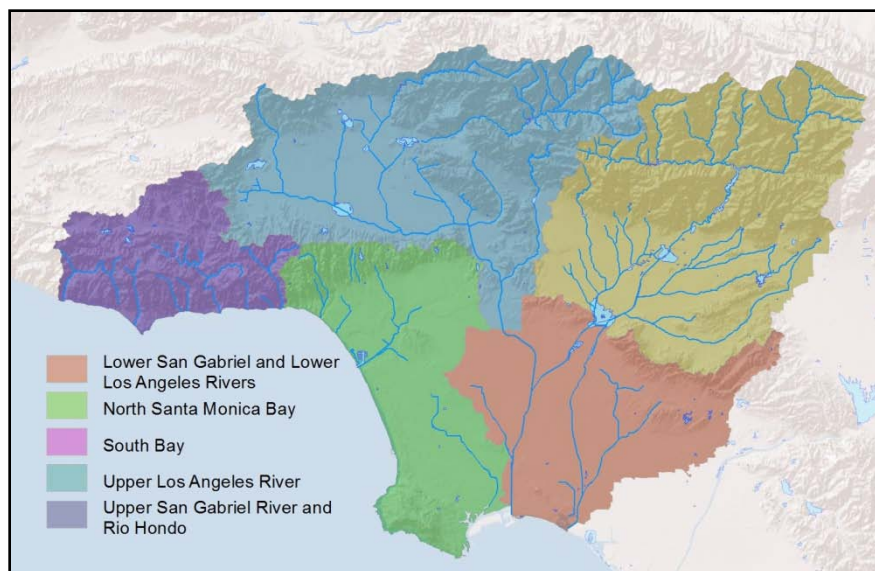 Lower San Gabriel and Lower
Los Angeles Rivers
North Santa Monica Bay
South Bay
Upper Los Angeles River
Upper San Gabriel River and
Rio Hondo